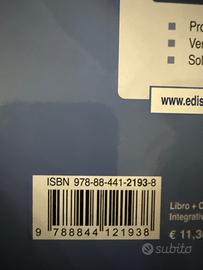 Pro
Ver
Sol
www.edis
ISBN 978-88-441-2193-8
9 788844 121938
Libro + C
Integrativ
€ 11,3
subito